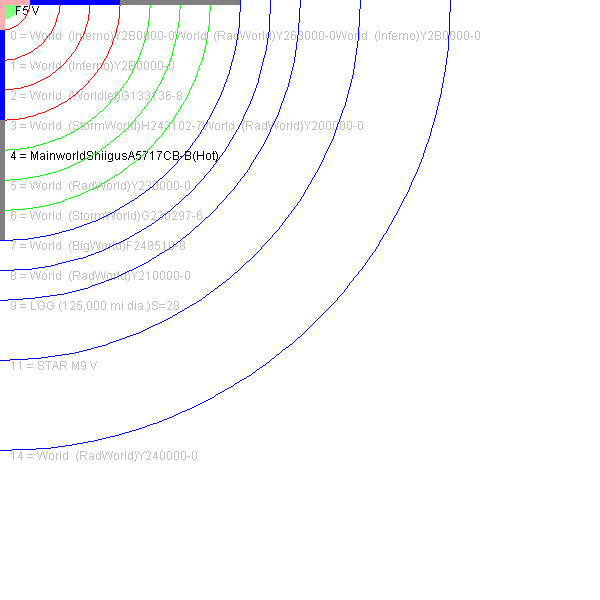 F5 V
0 = World (Inferno)Y2B0000-0World (RadWorld)Y263000-0World (Inferno)Y2B0000-0
1 = World (Inferno)Y2B0000-0
2 = World (Worldlet)G133136-8
3 = World (StormWorld)H243102-7World (RadWorld)Y200000-0
4 = MainworldShiigusA5717CB-B(Hot)
5 = World (RadWorld)Y230000-0
6 = World (StormWorld)G230297-6
7 = World (BigWorld)F248510-8
8 = World (RadWorld)Y210000-0
9 = LGG (125,000 mi dia.)S=28
11 = STAR M9 V
14 = World (RadWorld)Y240000-0